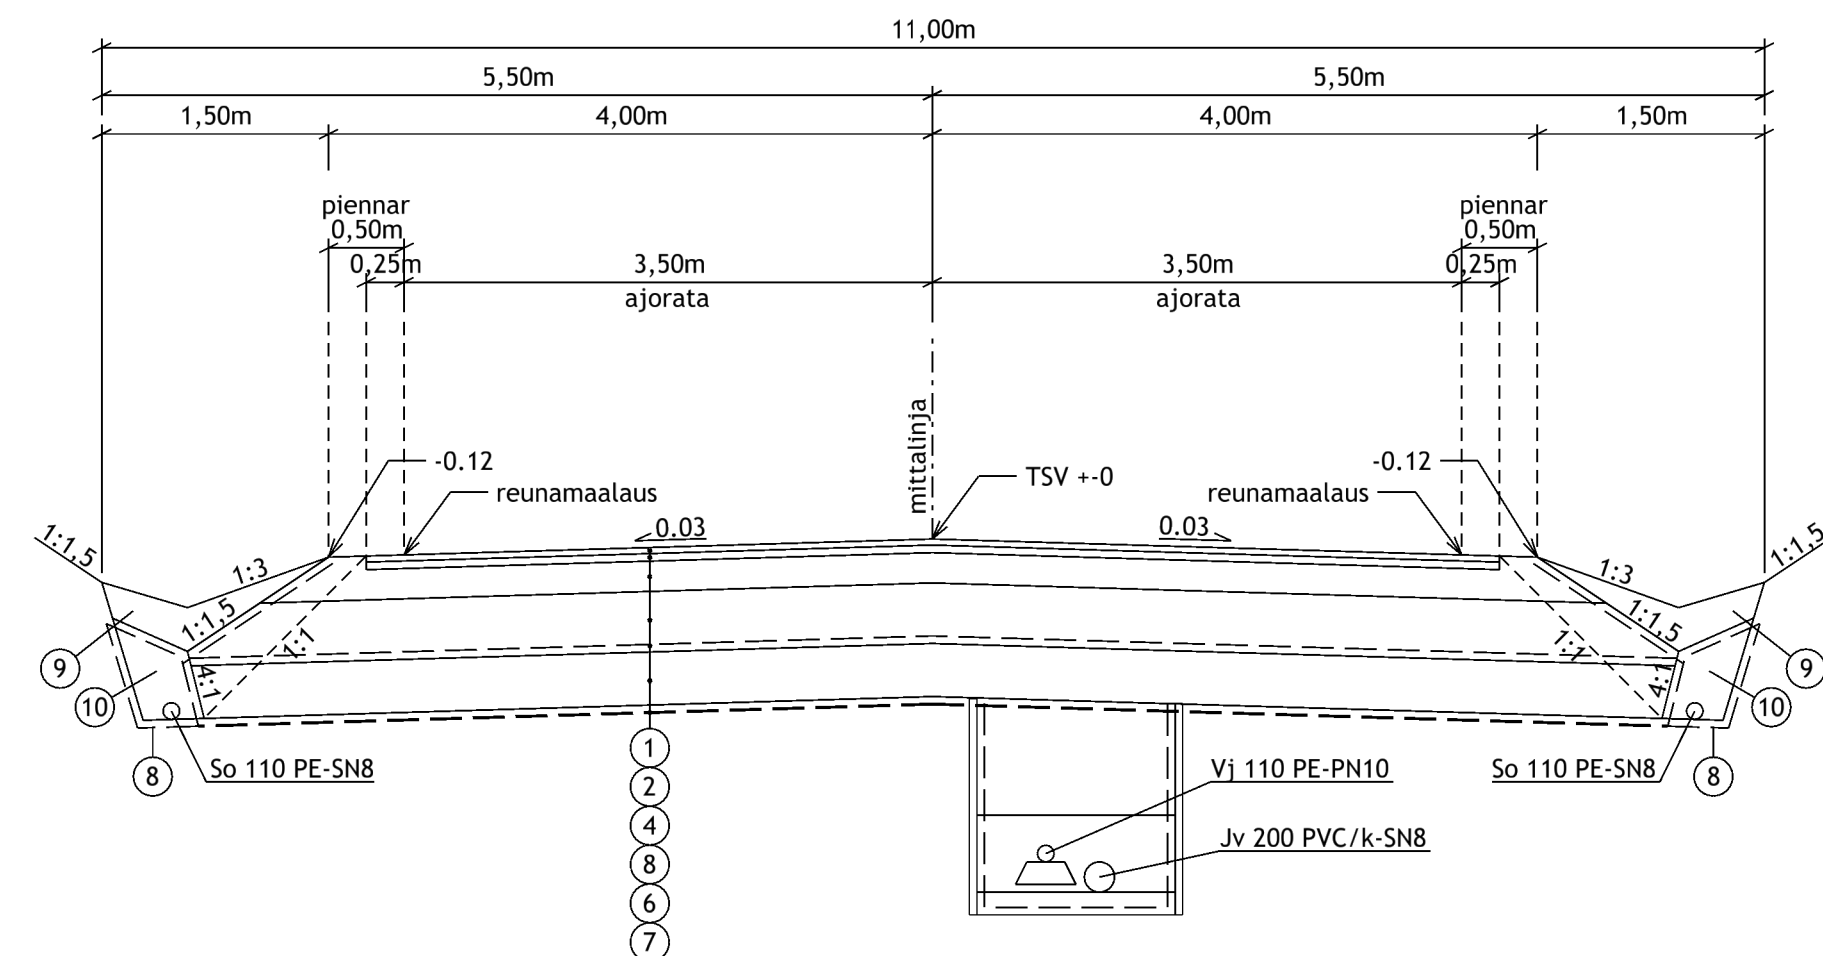 11,00m
5,50m 5,50m
1,50m 4,00m 4,00m 1,50m
piennar piennar
0,50m 0,50m
0,25m 3,50m 3,50m 0,25m
ajorata ajorata
mittalinja
-0.12 -0.12
TSV +-0
reunamaalaus reunamaalaus
0.03 0.03
1:1,5 1:1,5
1:3 1:3
1:1,5 1:1,5
1:1 1:1
9 9
4:1 4:1
10 10
8 8
So 110 PE-SN8 Vj 110 PE-PN10 So 110 PE-SN8
1
2
4
Jv 200 PVC/k-SN8
8
6
7